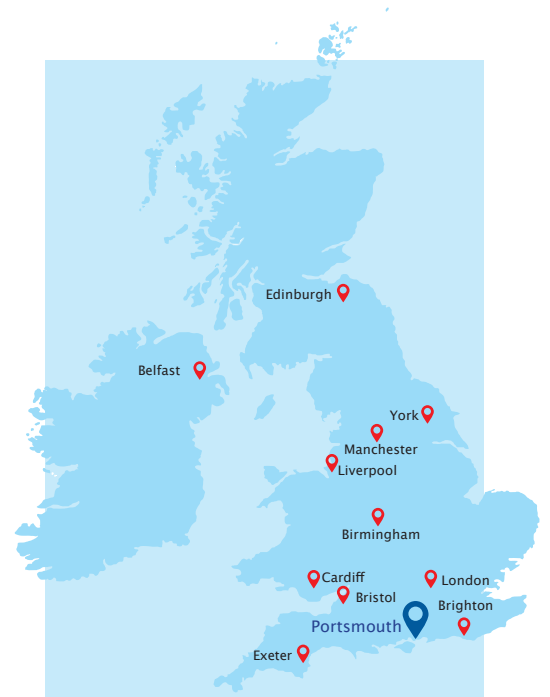 Edinburgh
Belfast
York
Manchester
Liverpool
Birmingham
Cardiff
London
Bristol
Brighton
Portsmouth
Exeter